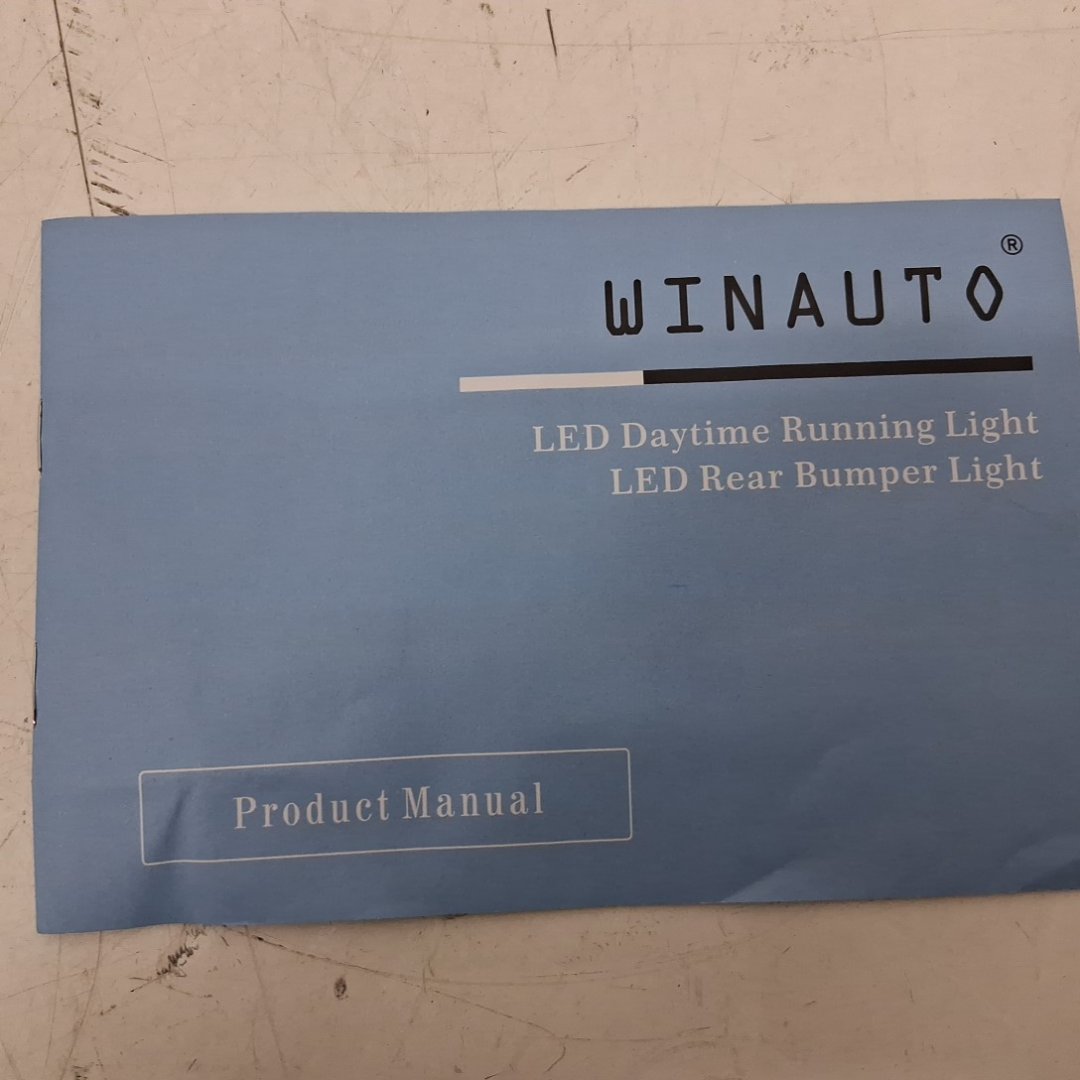 WINAUTO®
LED Daytime Running Light
LED Rear Bumper Light
Product Manual